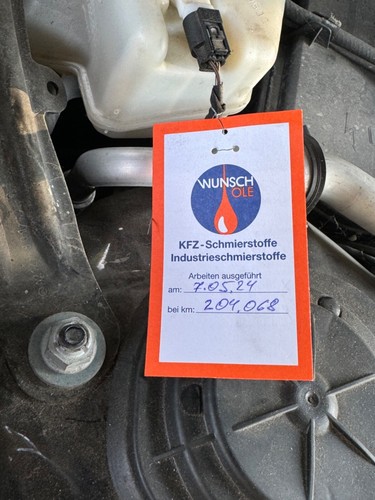 WUNSCH
ÖLE
KFZ-Schmierstoffe
Industrieschmierstoffe
Arbeiten ausgeführt
am: 7.05.24
bei km: 204,068